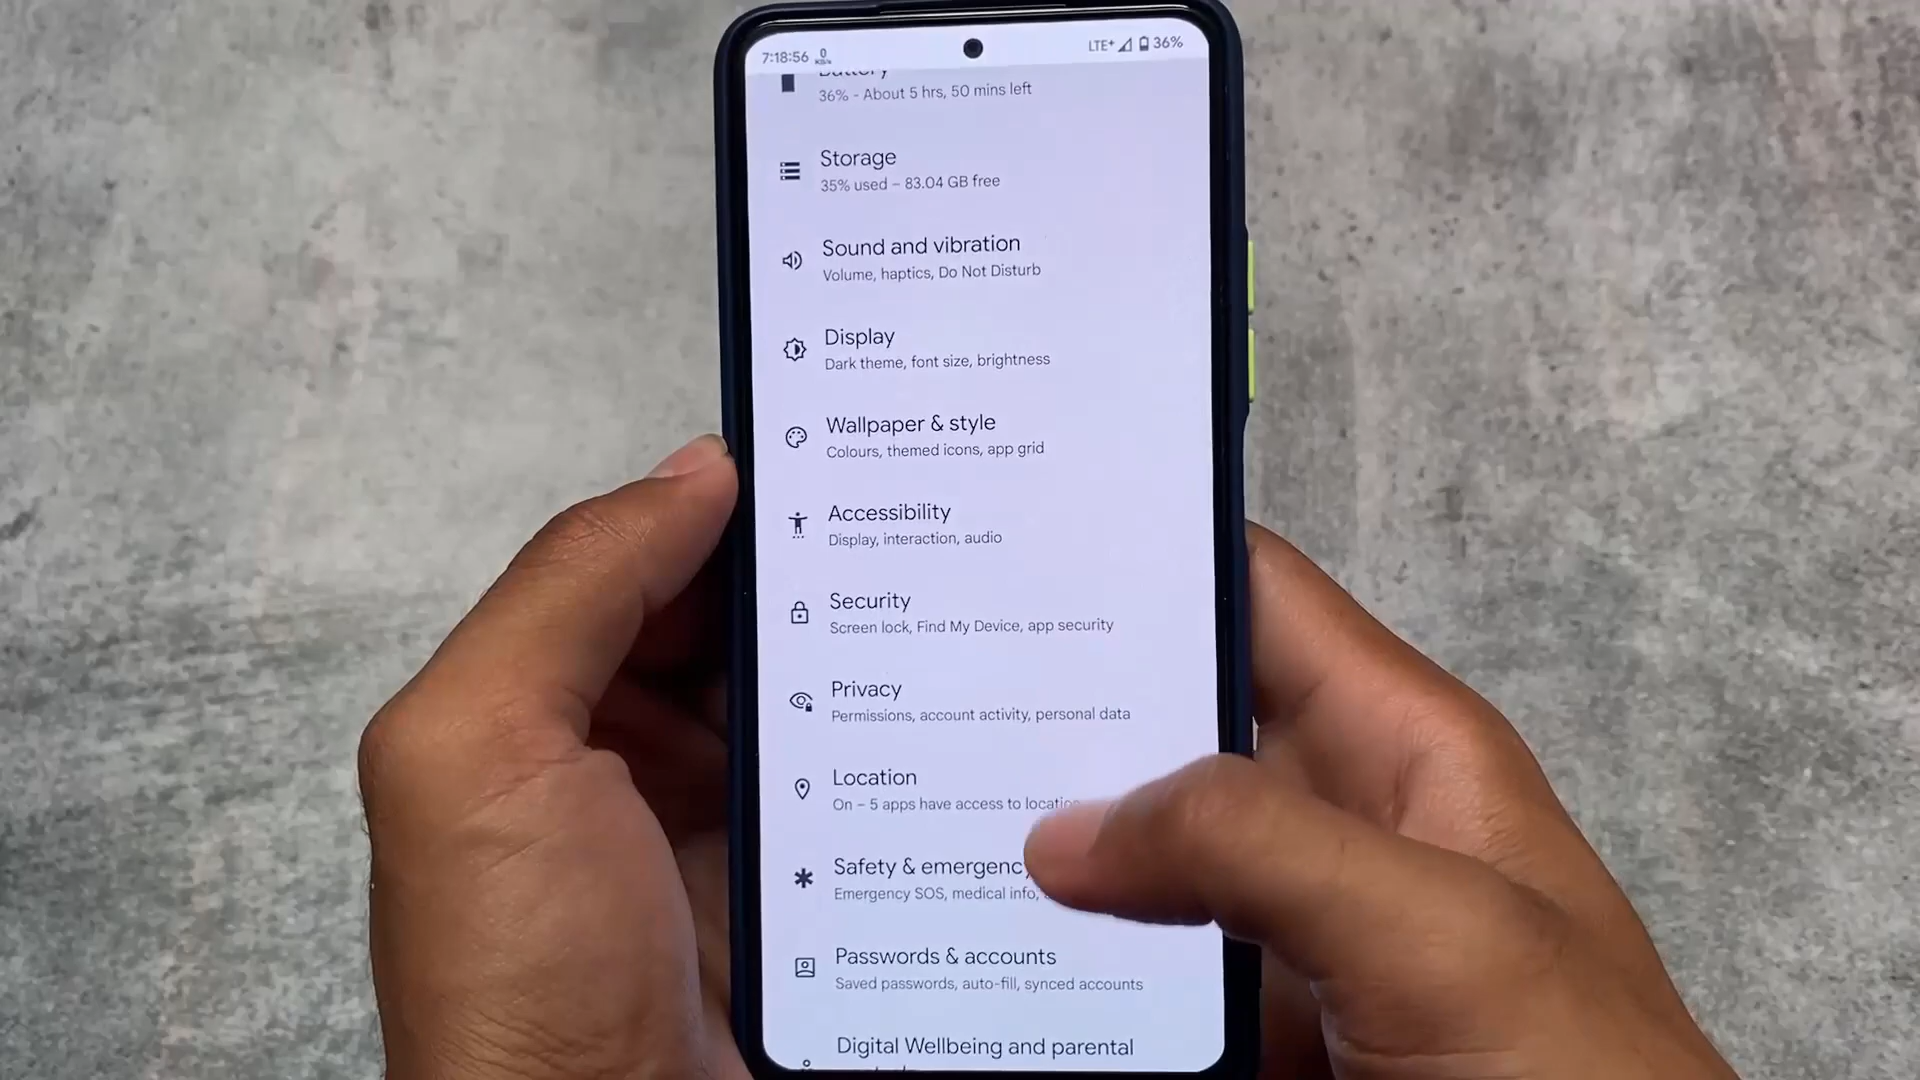 7:18:56 0 KB/s LTE+ 36%
Battery
36% - About 5 hrs, 50 mins left
Storage
35% used – 83.04 GB free
Sound and vibration
Volume, haptics, Do Not Disturb
Display
Dark theme, font size, brightness
Wallpaper & style
Colours, themed icons, app grid
Accessibility
Display, interaction, audio
Security
Screen lock, Find My Device, app security
Privacy
Permissions, account activity, personal data
Location
On – 5 apps have access to location
Safety & emergency
Emergency SOS, medical info,
Passwords & accounts
Saved passwords, auto-fill, synced accounts
Digital Wellbeing and parental